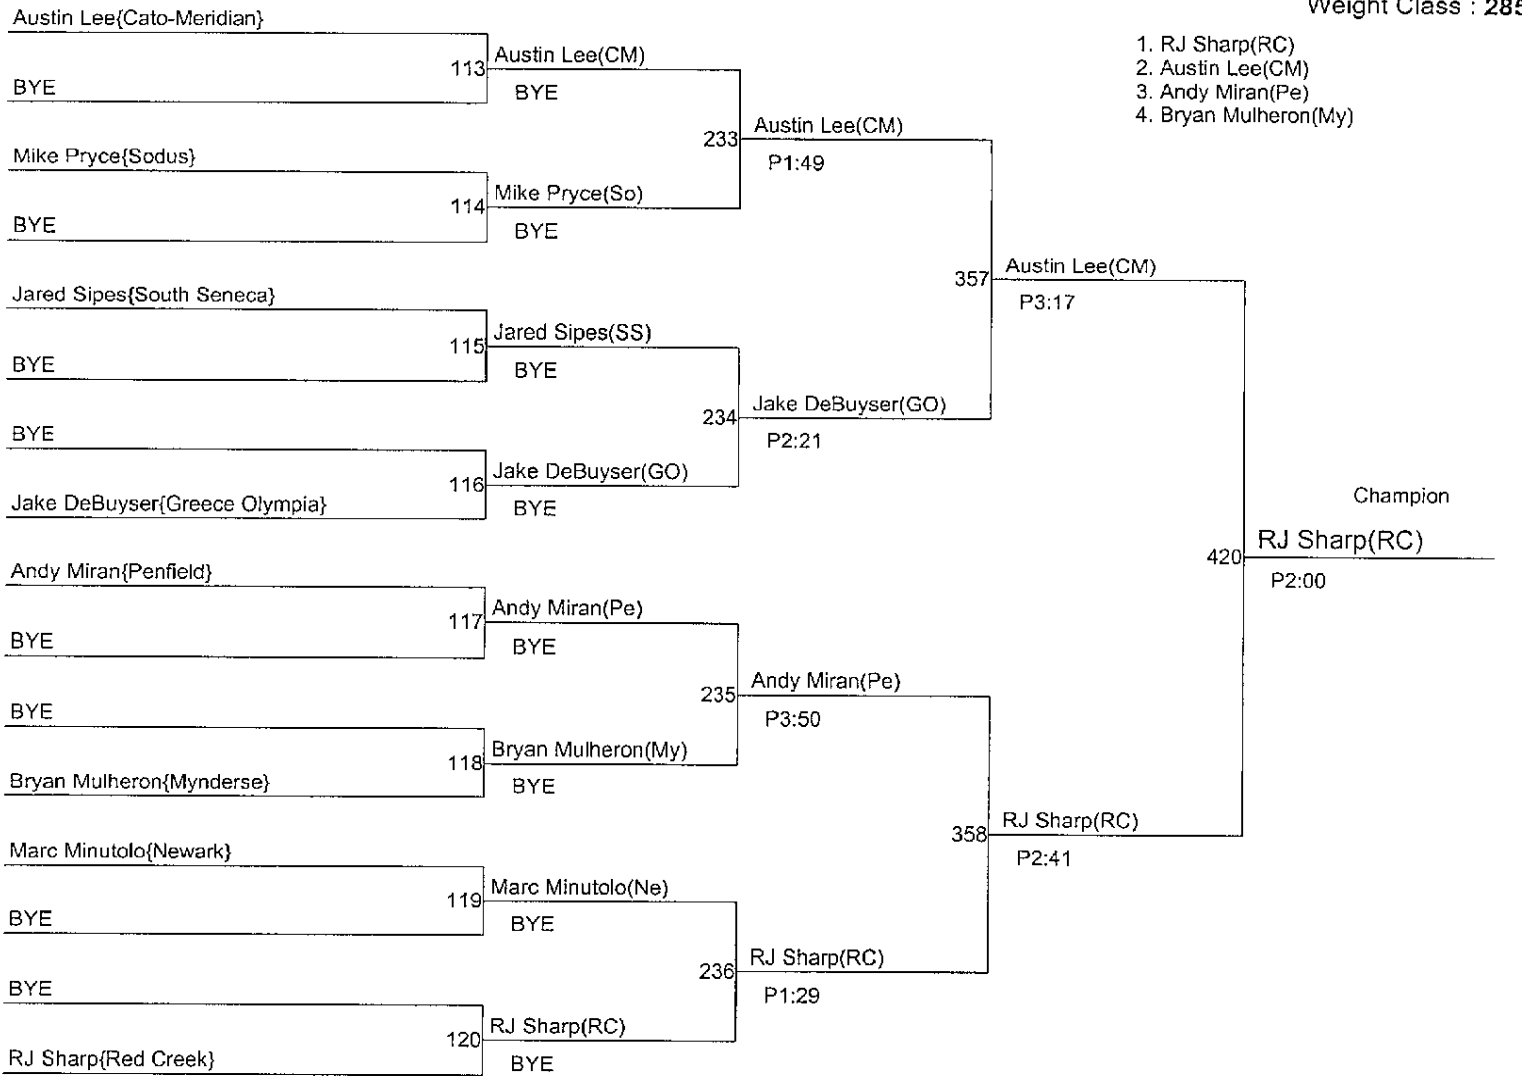 Weight Class : 285
1. RJ Sharp(RC)
2. Austin Lee(CM)
3. Andy Miran(Pe)
4. Bryan Mulheron(My)
Austin Lee{Cato-Meridian}
BYE
Mike Pryce{Sodus}
BYE
Jared Sipes{South Seneca}
BYE
BYE
Jake DeBuyser{Greece Olympia}
Andy Miran{Penfield}
BYE
BYE
Bryan Mulheron{Mynderse}
Marc Minutolo{Newark}
BYE
BYE
RJ Sharp{Red Creek}
113 Austin Lee(CM)
BYE
114 Mike Pryce(So)
BYE
115 Jared Sipes(SS)
BYE
116 Jake DeBuyser(GO)
BYE
117 Andy Miran(Pe)
BYE
118 Bryan Mulheron(My)
BYE
119 Marc Minutolo(Ne)
BYE
120 RJ Sharp(RC)
BYE
233 Austin Lee(CM)
P1:49
234 Jake DeBuyser(GO)
P2:21
235 Andy Miran(Pe)
P3:50
236 RJ Sharp(RC)
P1:29
357 Austin Lee(CM)
P3:17
358 RJ Sharp(RC)
P2:41
Champion
420 RJ Sharp(RC)
P2:00